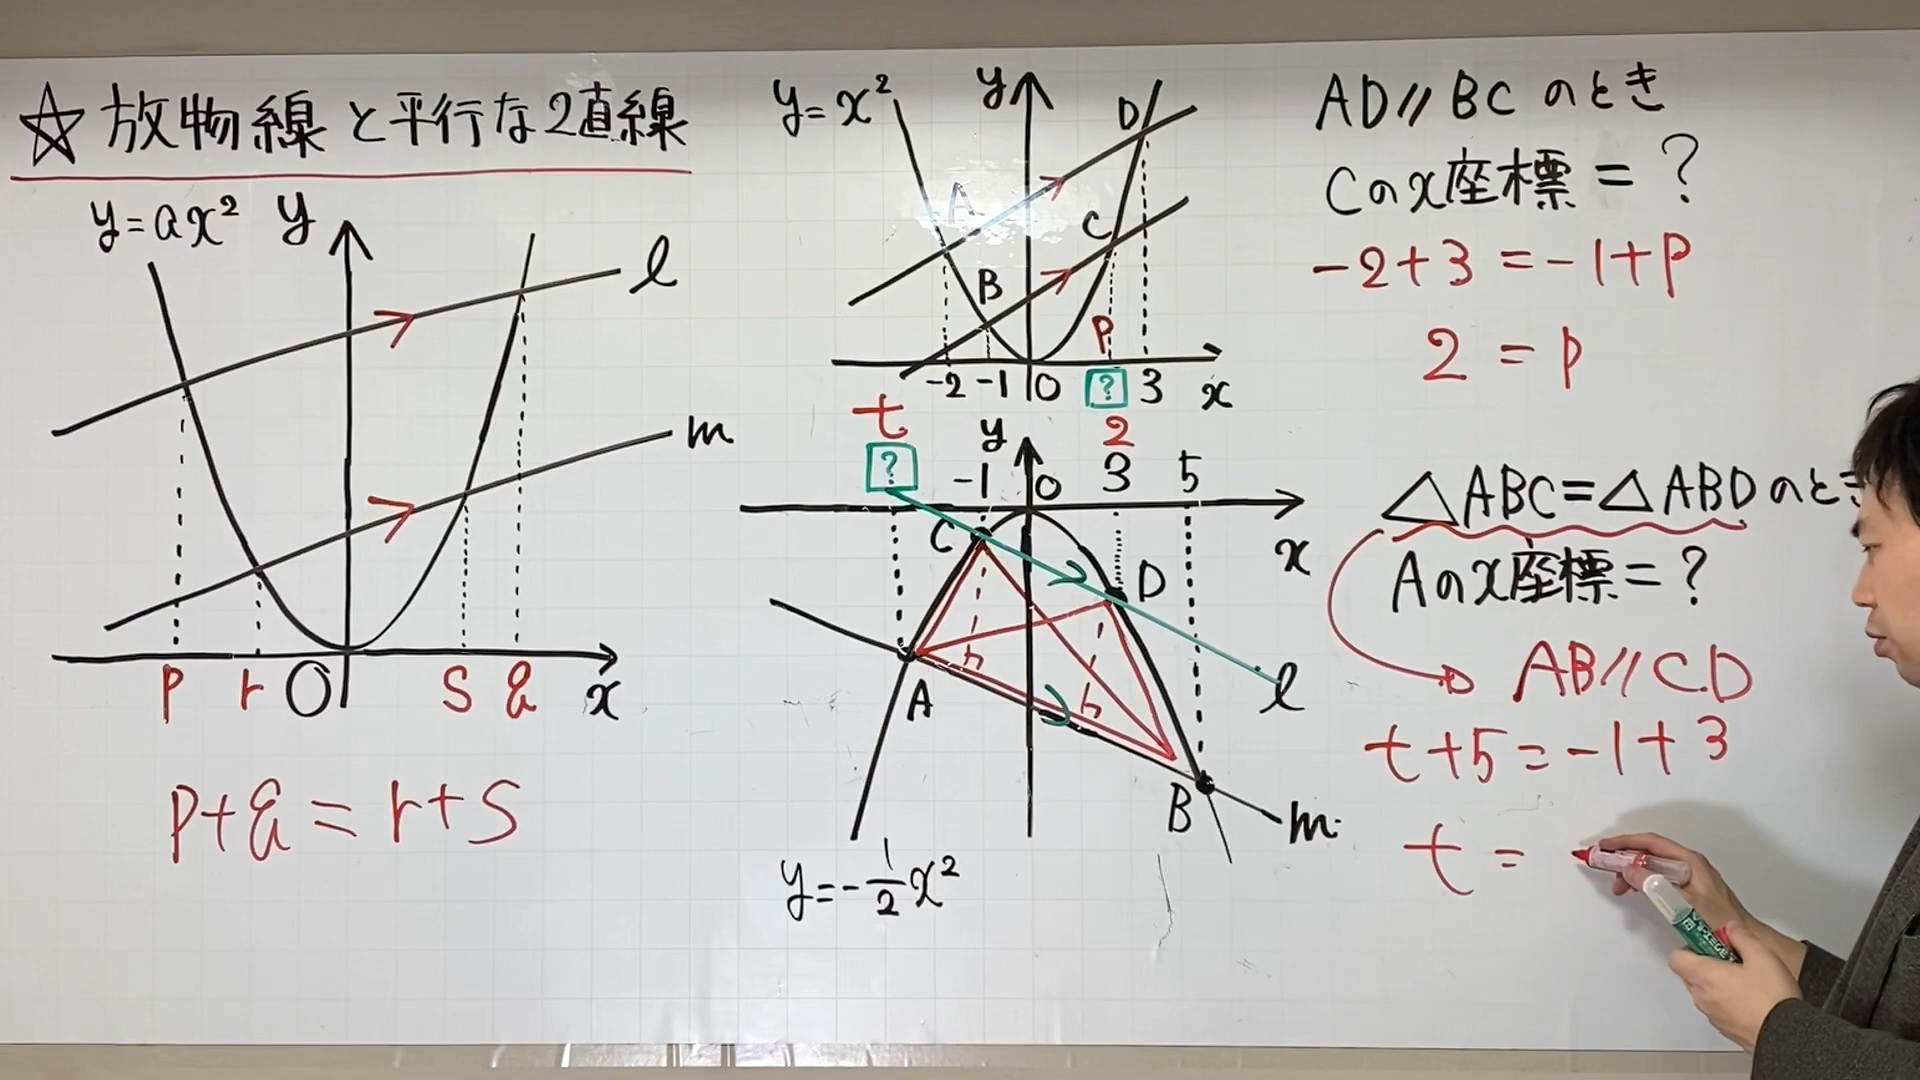 ☆放物線と平行な2直線
y=ax²
y
l
m
p r O s q x
p+q=r+s
y=x²
y
D
A
C
B
p
-2 -1 0 ? 3 x
2
t
y
? -1 0 3 5
x
C
D
l
A
h
h
B
m
y=-1/2x²
AD//BCのとき
Cのx座標=?
-2+3=-1+p
2=p
△ABC=△ABDのとき
Aのx座標=?
AB//CD
t+5=-1+3
t=